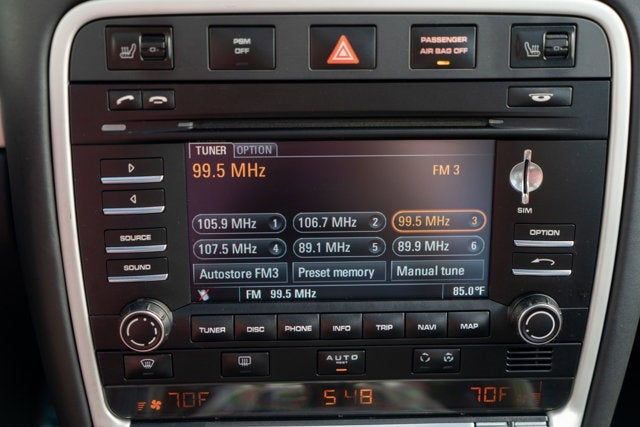 PSM
OFF
PASSENGER
AIR BAG OFF
TUNER OPTION
99.5 MHz FM 3
105.9 MHz 1 106.7 MHz 2 99.5 MHz 3
107.5 MHz 4 89.1 MHz 5 89.9 MHz 6
Autostore FM3 Preset memory Manual tune
FM 99.5 MHz 85.0°F
SOURCE
SOUND
SIM
OPTION
TUNER DISC PHONE INFO TRIP NAVI MAP
AUTO
REST
70F 5:48 70F